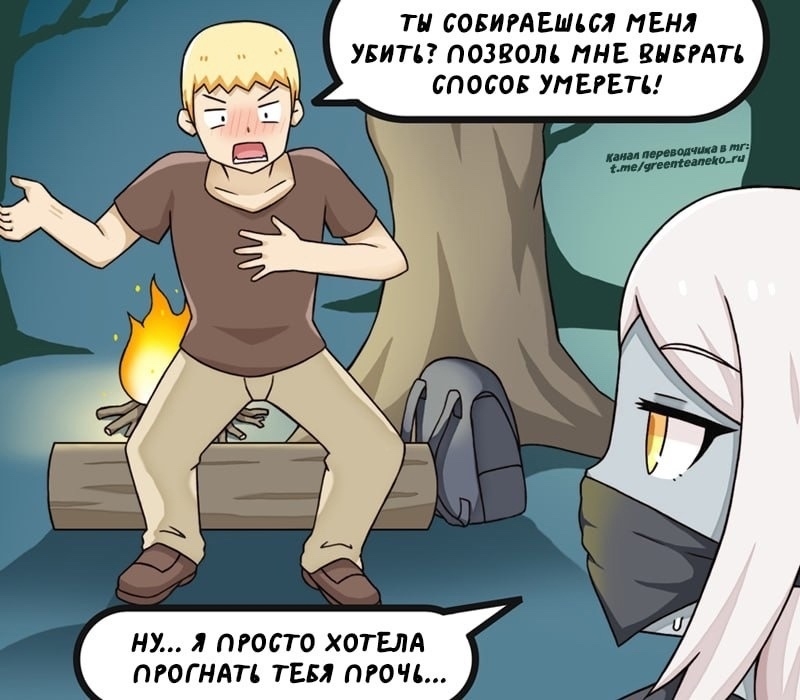 ТЫ СОБИРАЕШЬСЯ МЕНЯ
УБИТЬ? ПОЗВОЛЬ МНЕ ВЫБРАТЬ
СПОСОБ УМЕРЕТЬ!
Канал переводчика в тг:
t.me/greenteaneko_ru
НУ... Я ПРОСТО ХОТЕЛА
ПРОГНАТЬ ТЕБЯ ПРОЧЬ...